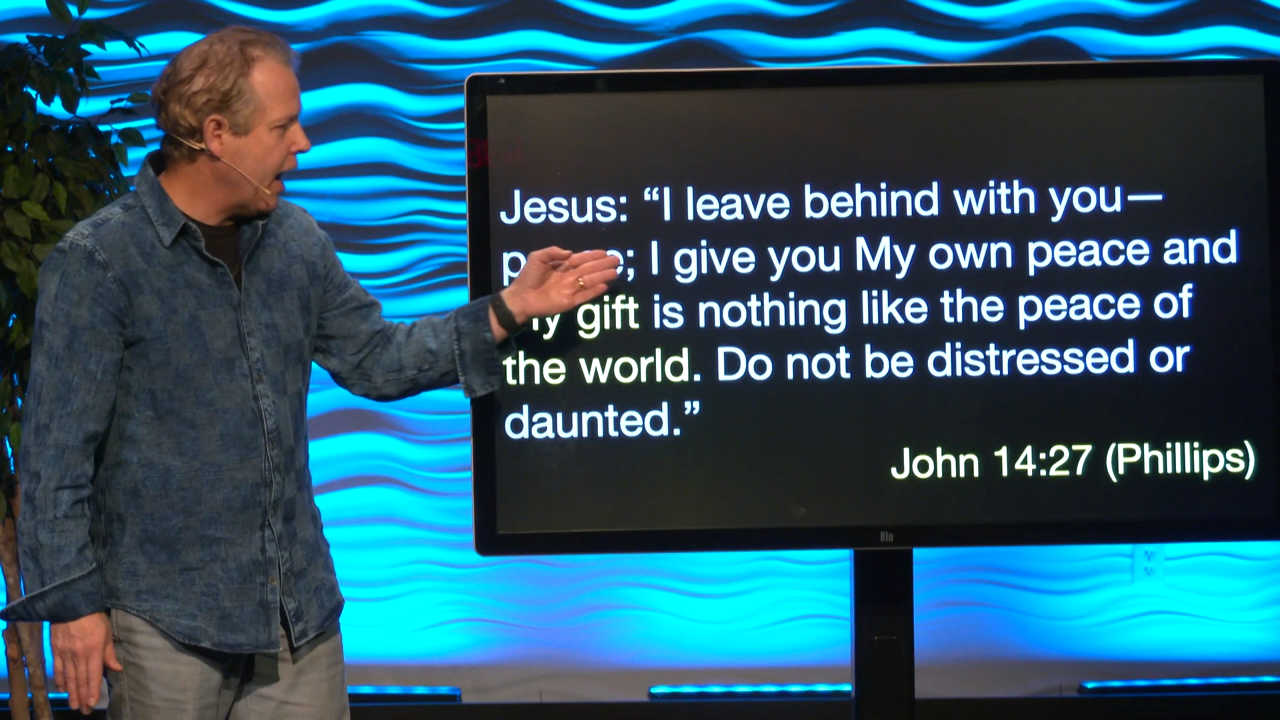 Jesus: “I leave behind with you—
; I give you My own peace and
gift is nothing like the peace of
the world. Do not be distressed or
daunted.”
John 14:27 (Phillips)
elo